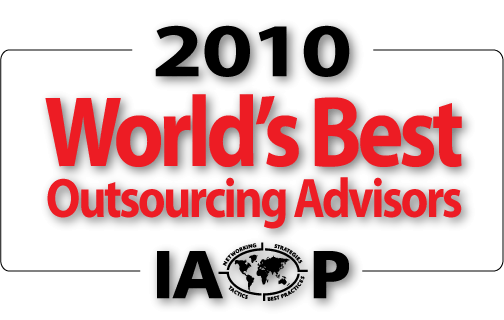 2010
World's Best
Outsourcing Advisors
IAOP
NETWORKING
STRATEGIES
TACTICS
BEST PRACTICES